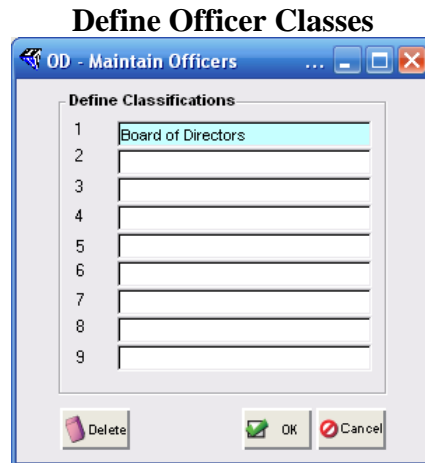 Define Officer Classes
OD - Maintain Officers ...
Define Classifications
1 Board of Directors
2
3
4
5
6
7
8
9
Delete OK Cancel